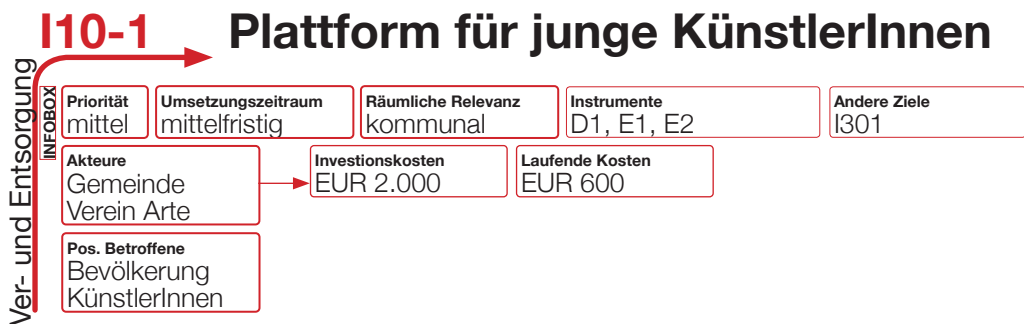 I10-1 Plattform für junge KünstlerInnen
Ver- und Entsorgung
INFOBOX
Priorität
mittel
Umsetzungszeitraum
mittelfristig
Räumliche Relevanz
kommunal
Instrumente
D1, E1, E2
Andere Ziele
I301
Akteure
Gemeinde
Verein Arte
Investionskosten
EUR 2.000
Laufende Kosten
EUR 600
Pos. Betroffene
Bevölkerung
KünstlerInnen